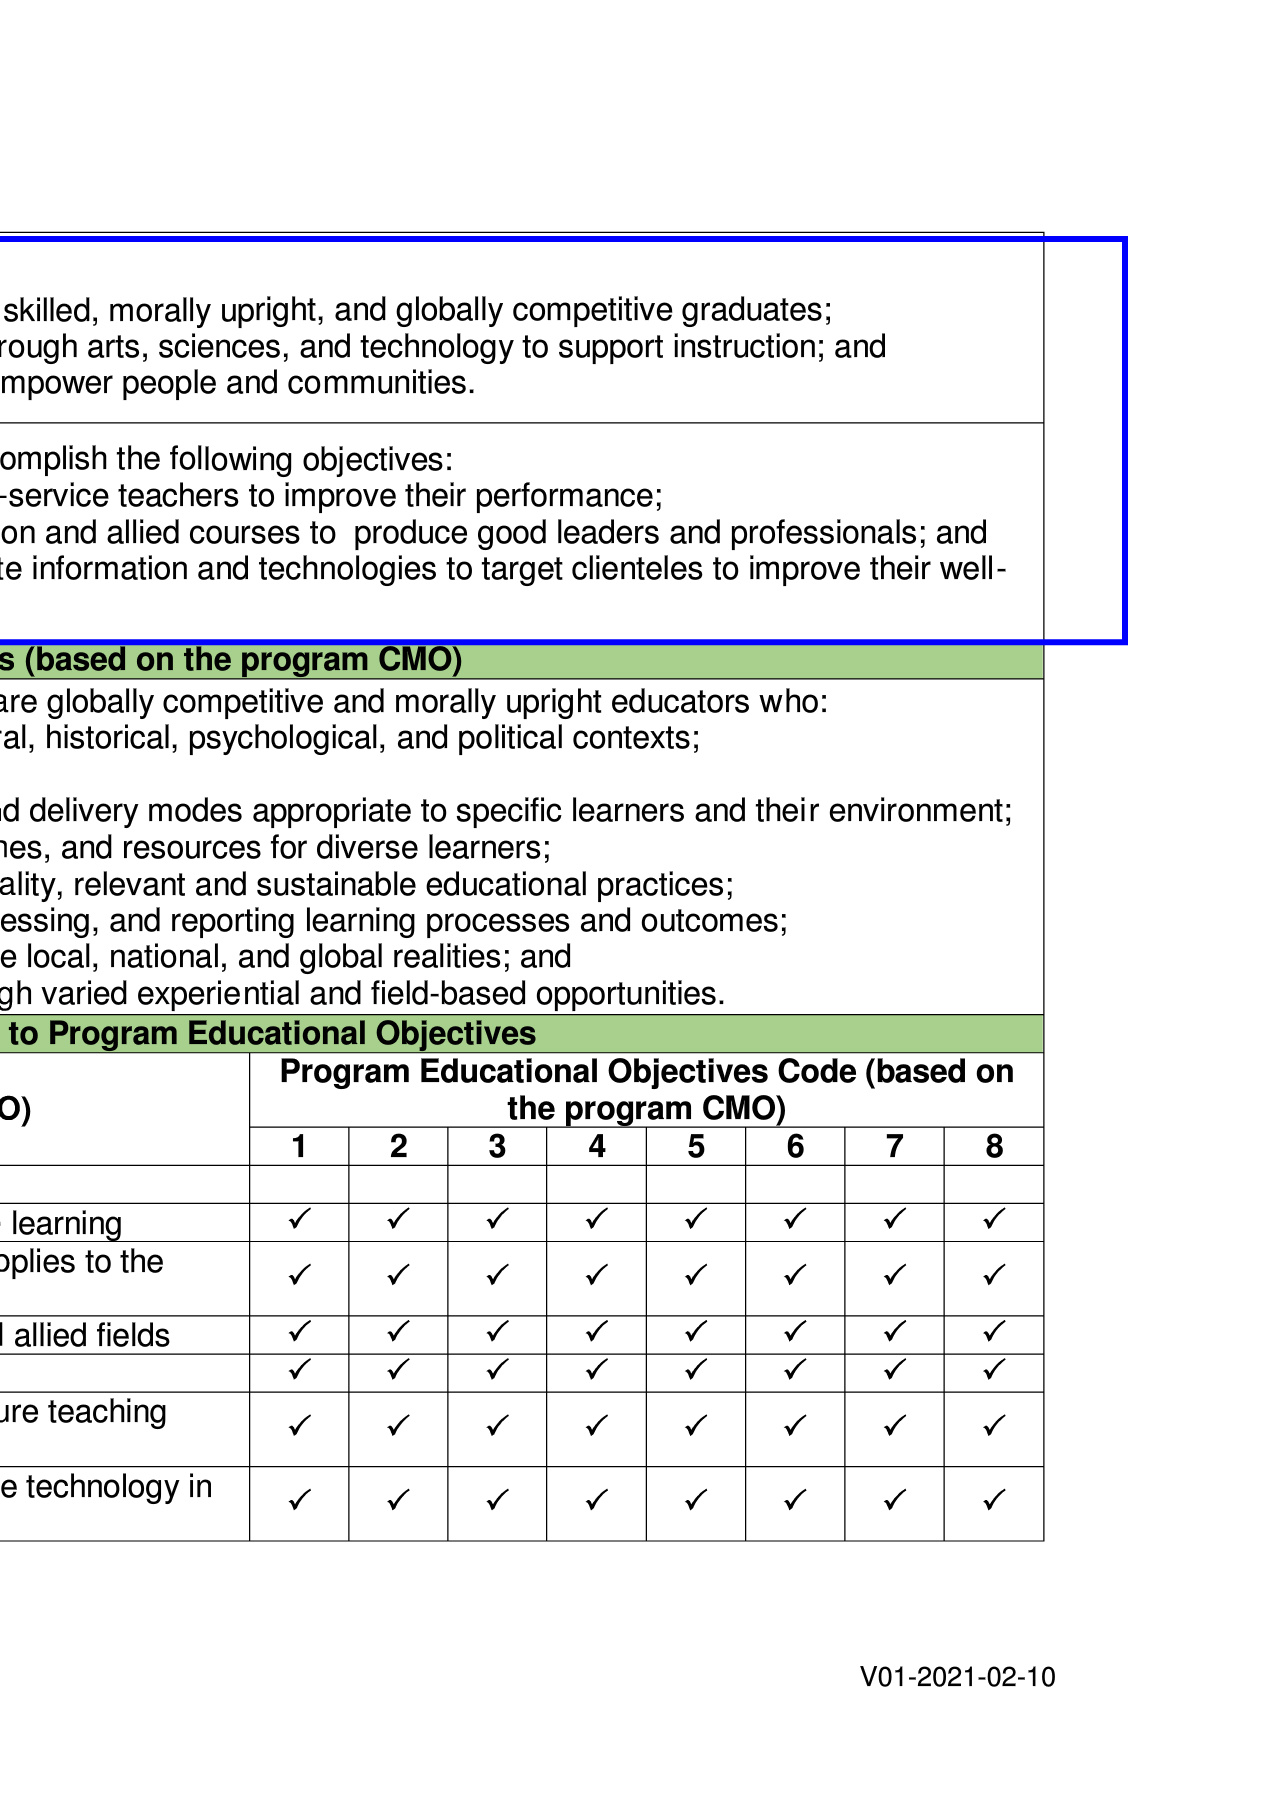 skilled, morally upright, and globally competitive graduates;
rough arts, sciences, and technology to support instruction; and
mpower people and communities.
omplish the following objectives:
-service teachers to improve their performance;
on and allied courses to produce good leaders and professionals; and
te information and technologies to target clienteles to improve their well-
s (based on the program CMO)
are globally competitive and morally upright educators who:
ral, historical, psychological, and political contexts;
d delivery modes appropriate to specific learners and their environment;
nes, and resources for diverse learners;
ality, relevant and sustainable educational practices;
essing, and reporting learning processes and outcomes;
e local, national, and global realities; and
gh varied experiential and field-based opportunities.
to Program Educational Objectives
O)
Program Educational Objectives Code (based on
the program CMO)
1 2 3 4 5 6 7 8
learning ✓ ✓ ✓ ✓ ✓ ✓ ✓ ✓
pplies to the
✓ ✓ ✓ ✓ ✓ ✓ ✓ ✓
allied fields ✓ ✓ ✓ ✓ ✓ ✓ ✓ ✓
✓ ✓ ✓ ✓ ✓ ✓ ✓ ✓
ure teaching
✓ ✓ ✓ ✓ ✓ ✓ ✓ ✓
e technology in
✓ ✓ ✓ ✓ ✓ ✓ ✓ ✓
V01-2021-02-10